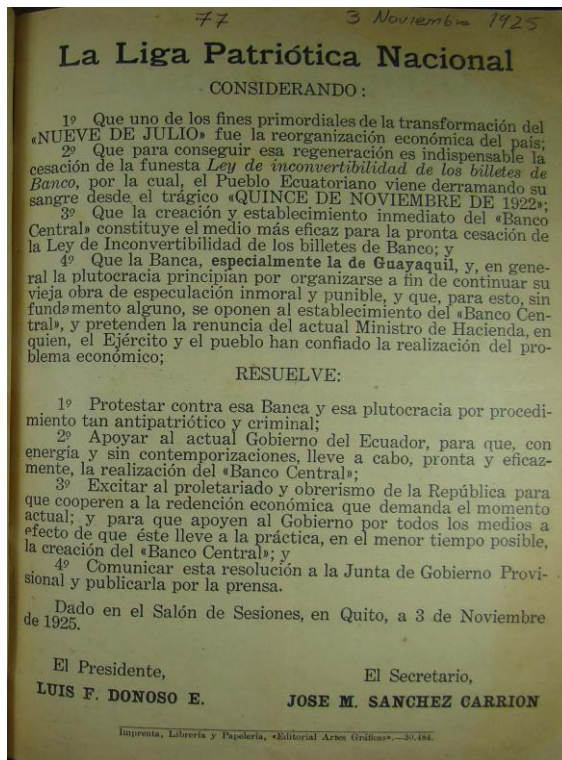 77 3 Noviembre 1925
La Liga Patriótica Nacional
- CONSIDERANDO :
1º Que uno de los fines primordiales de la transformación del
«NUEVE DE JULIO» fue la reorganización económica del país;
2º Que para conseguir esa regeneración es indispensable la
cesación de la funesta Ley de inconvertibilidad de los billetes de
Banco, por la cual, el Pueblo Ecuatoriano viene derramando su
sangre desde el trágico «QUINCE DE NOVIEMBRE DE 1922»;
3º Que la creación y establecimiento inmediato del «Banco
Central» constituye el medio más eficaz para la pronta cesación de
la Ley de Inconvertibilidad de los billetes de Banco; y
4º Que la Banca, especialmente la de Guayaquil, y, en gene-
ral la plutocracia principian por organizarse a fin de continuar su
vieja obra de especulación inmoral y punible, y que, para esto, sin
fundamento alguno, se oponen al establecimiento del «Banco Cen-
tral», y pretenden la renuncia del actual Ministro de Hacienda, en
quien, el Ejército y el pueblo han confiado la realización del pro-
blema económico;
RESUELVE:
1º Protestar contra esa Banca y esa plutocracia por procedi-
miento tan antipatriótico y criminal;
2º Apoyar al actual Gobierno del Ecuador, para que, con
energía y sin contemporizaciones, lleve a cabo, pronta y eficaz-
mente, la realización del «Banco Central»;
3º Excitar al proletariado y obrerismo de la República para
que cooperen a la redención económica que demanda el momento
actual; y para que apoyen al Gobierno por todos los medios a
efecto de que éste lleve a la práctica, en el menor tiempo posible,
la creación del «Banco Central»; y
4º Comunicar esta resolución a la Junta de Gobierno Provi-
sional y publicarla por la prensa.
Dado en el Salón de Sesiones, en Quito, a 3 de Noviembre
de 1925.
El Presidente,
LUIS F. DONOSO E.
El Secretario,
JOSE M. SANCHEZ CARRION
Imprenta, Librería y Papelería, «Editorial Artes Gráficas».—30.484.